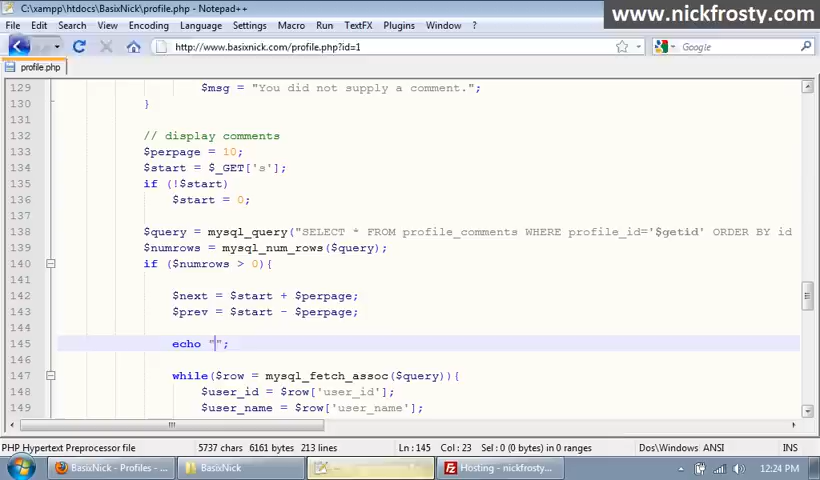 C:\xampp\htdocs\BasixNick\profile.php - Notepad++
www.nickfrosty.com
File Edit Search View Encoding Language Settings Macro Run TextFX Plugins Window
http://www.basixnick.com/profile.php?id=1
Google
profile.php
129 $msg = "You did not supply a comment.";
130 }
131
132 // display comments
133 $perpage = 10;
134 $start = $_GET['s'];
135 if (!$start)
136 $start = 0;
137
138 $query = mysql_query("SELECT * FROM profile_comments WHERE profile_id='$getid' ORDER BY id
139 $numrows = mysql_num_rows($query);
140 if ($numrows > 0){
141
142 $next = $start + $perpage;
143 $prev = $start - $perpage;
144
145 echo "";
146
147 while($row = mysql_fetch_assoc($query)){
148 $user_id = $row['user_id'];
149 $user_name = $row['user_name'];
PHP Hypertext Preprocessor file 5737 chars 6161 bytes 213 lines Ln : 145 Col : 23 Sel : 0 (0 bytes) in 0 ranges Dos\Windows ANSI INS
BasixNick - Profiles - ... BasixNick Hosting - nickfrosty... 12:24 PM